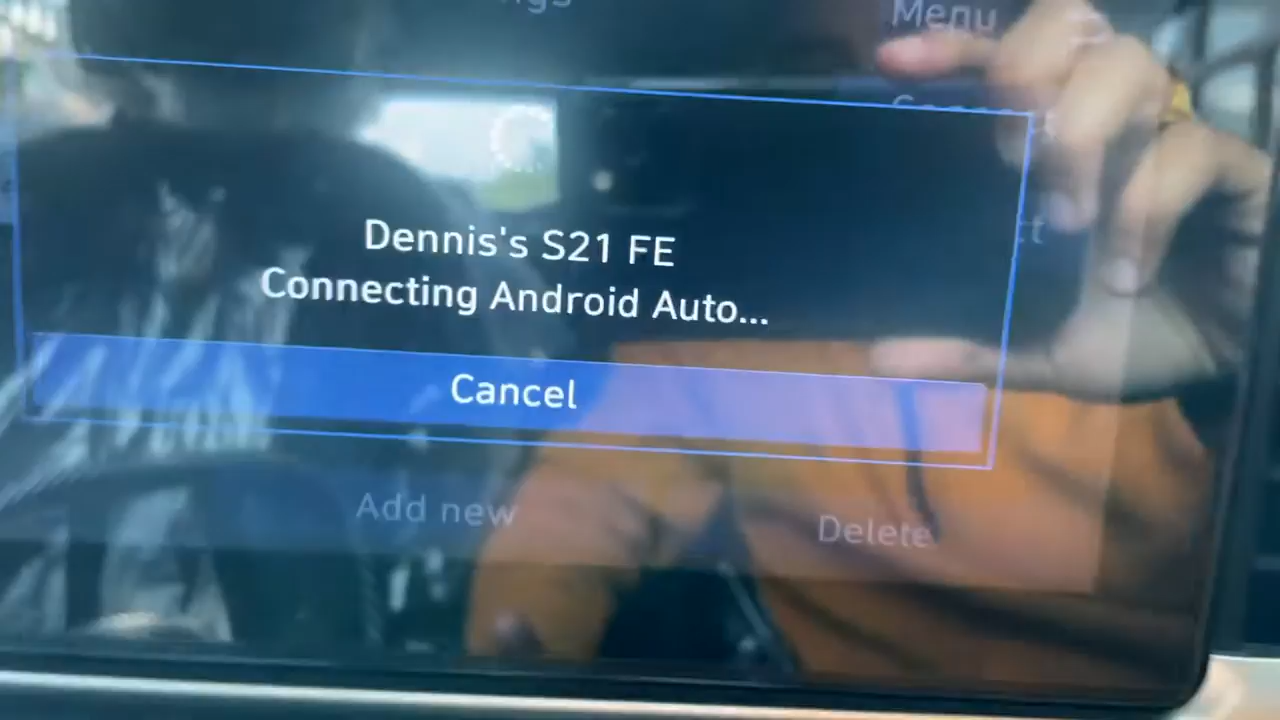 Menu
Dennis's S21 FE
Connecting Android Auto...
Cancel
Add new
Delete